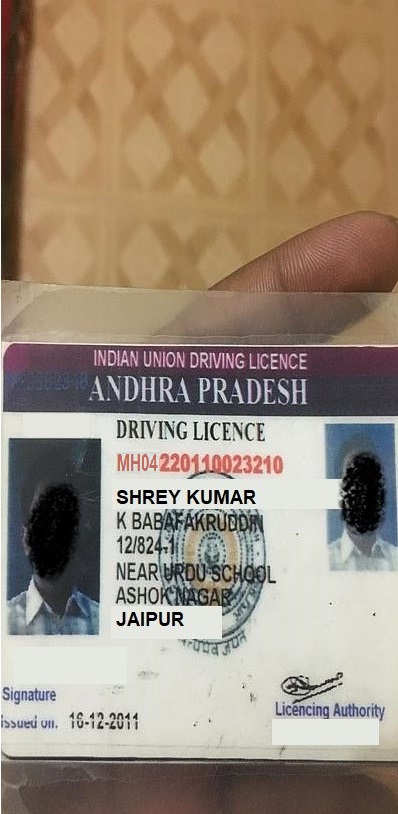 INDIAN UNION DRIVING LICENCE
ANDHRA PRADESH
DRIVING LICENCE
MH04220110023210
SHREY KUMAR
K BABAFAKRUDDIN
12/824-1
NEAR URDU SCHOOL
ASHOK NAGAR
JAIPUR
Signature
Issued on. 16-12-2011
Licencing Authority